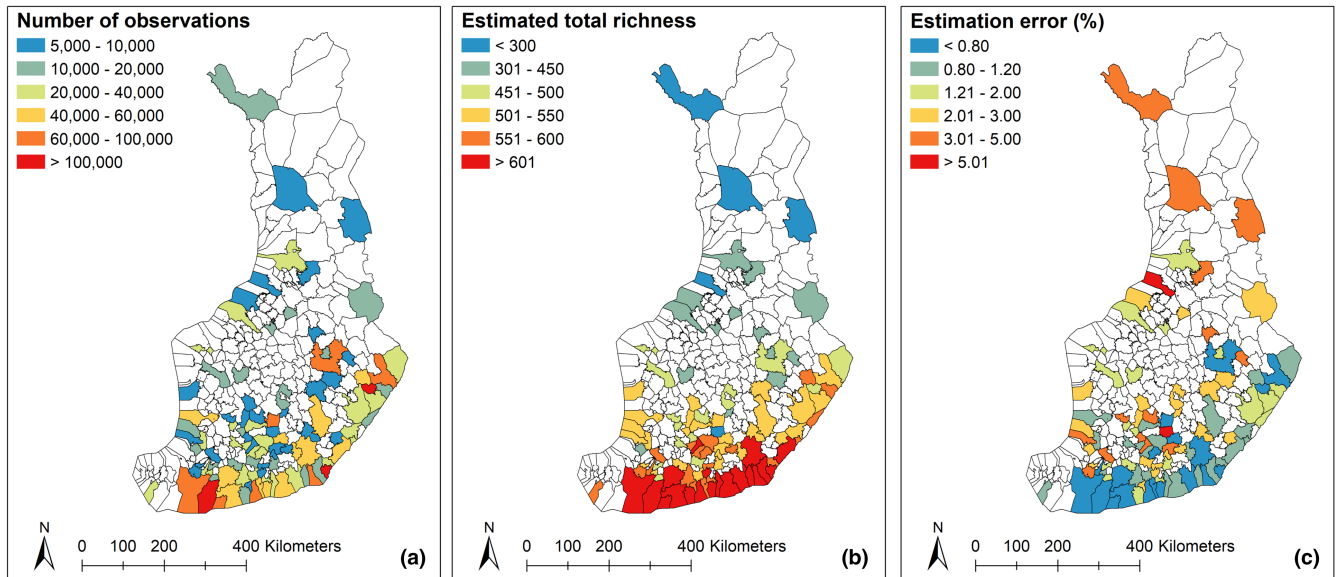 Number of observations
5,000 - 10,000
10,000 - 20,000
20,000 - 40,000
40,000 - 60,000
60,000 - 100,000
> 100,000
N
0 100 200 400 Kilometers
(a)
Estimated total richness
< 300
301 - 450
451 - 500
501 - 550
551 - 600
> 601
N
0 100 200 400 Kilometers
(b)
Estimation error (%)
< 0.80
0.80 - 1.20
1.21 - 2.00
2.01 - 3.00
3.01 - 5.00
> 5.01
N
0 100 200 400 Kilometers
(c)